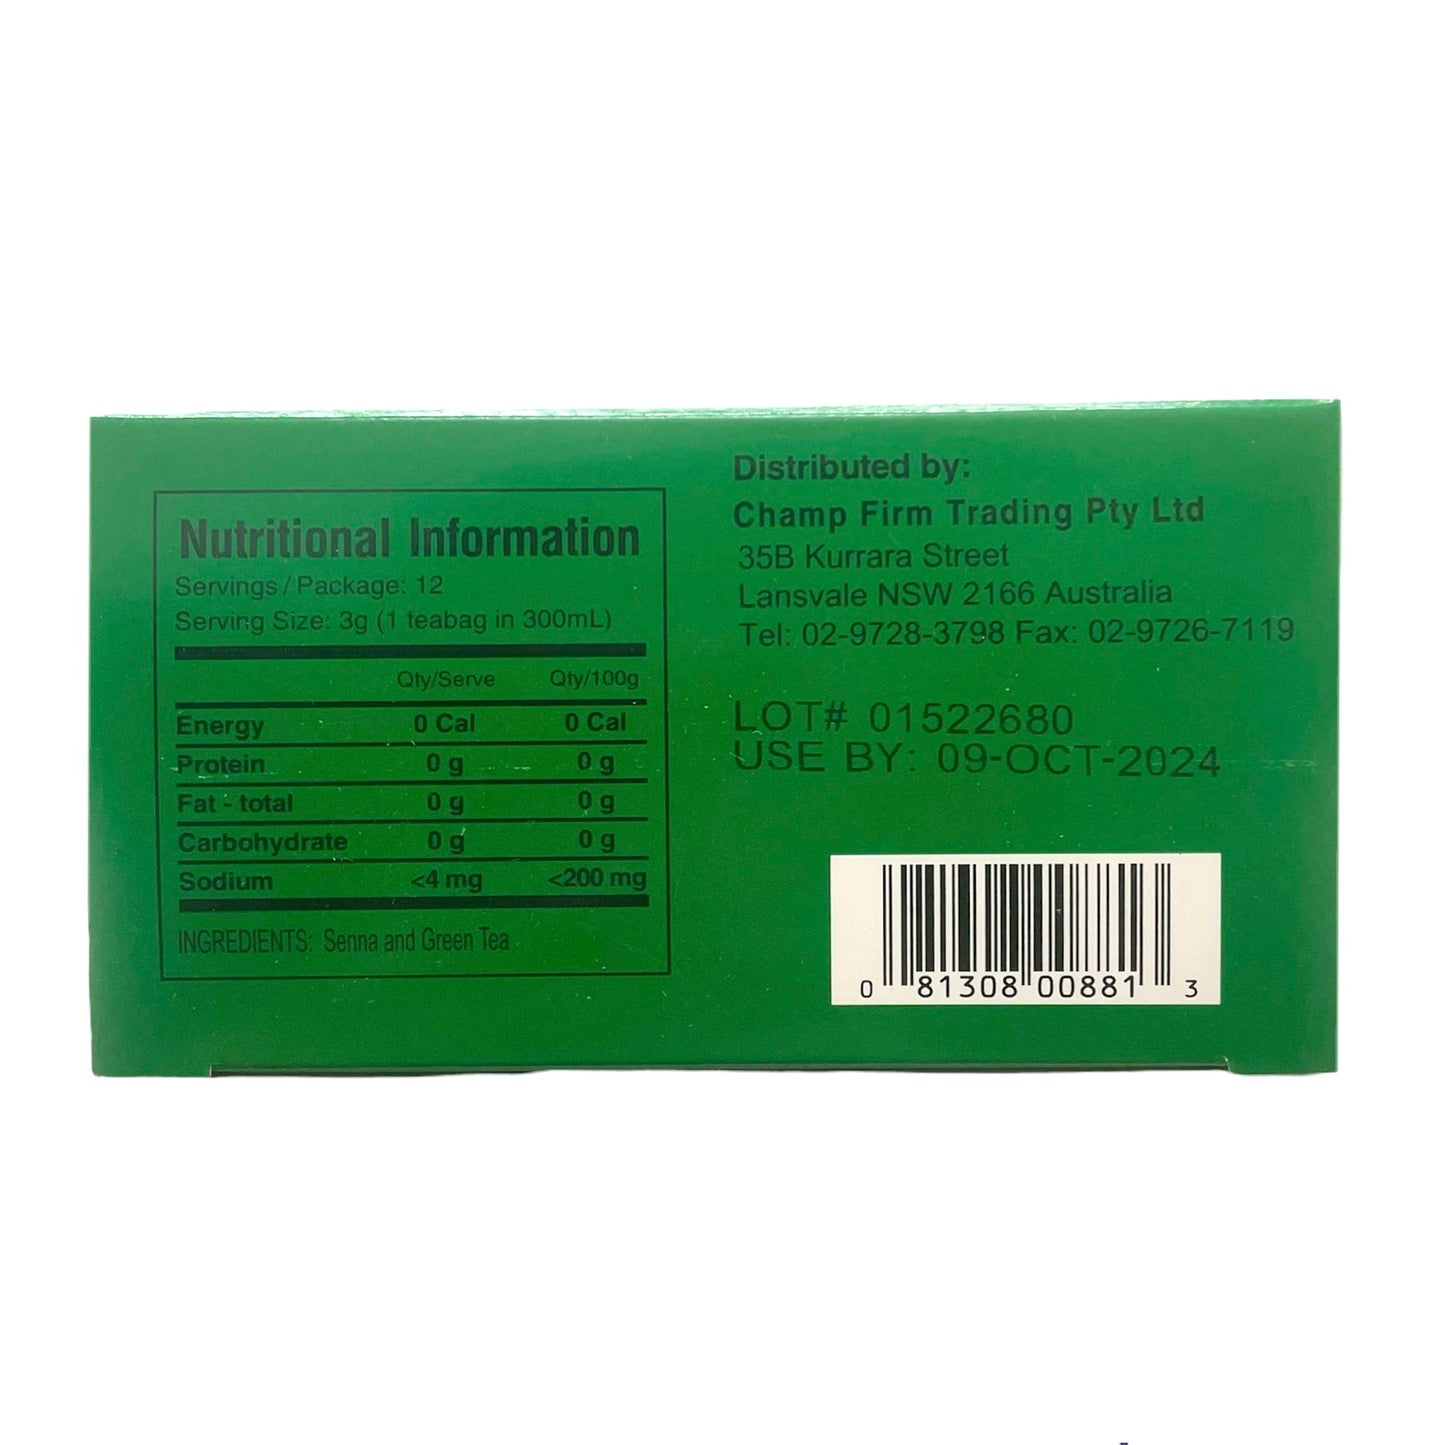 Nutritional Information
Servings / Package: 12
Serving Size: 3g (1 teabag in 300mL)
Qty/Serve Qty/100g
Energy 0 Cal 0 Cal
Protein 0 g 0 g
Fat - total 0 g 0 g
Carbohydrate 0 g 0 g
Sodium <4 mg <200 mg
INGREDIENTS: Senna and Green Tea
Distributed by:
Champ Firm Trading Pty Ltd
35B Kurrara Street
Lansvale NSW 2166 Australia
Tel: 02-9728-3798 Fax: 02-9726-7119
LOT# 01522680
USE BY: 09-OCT-2024
0 81308 00881 3